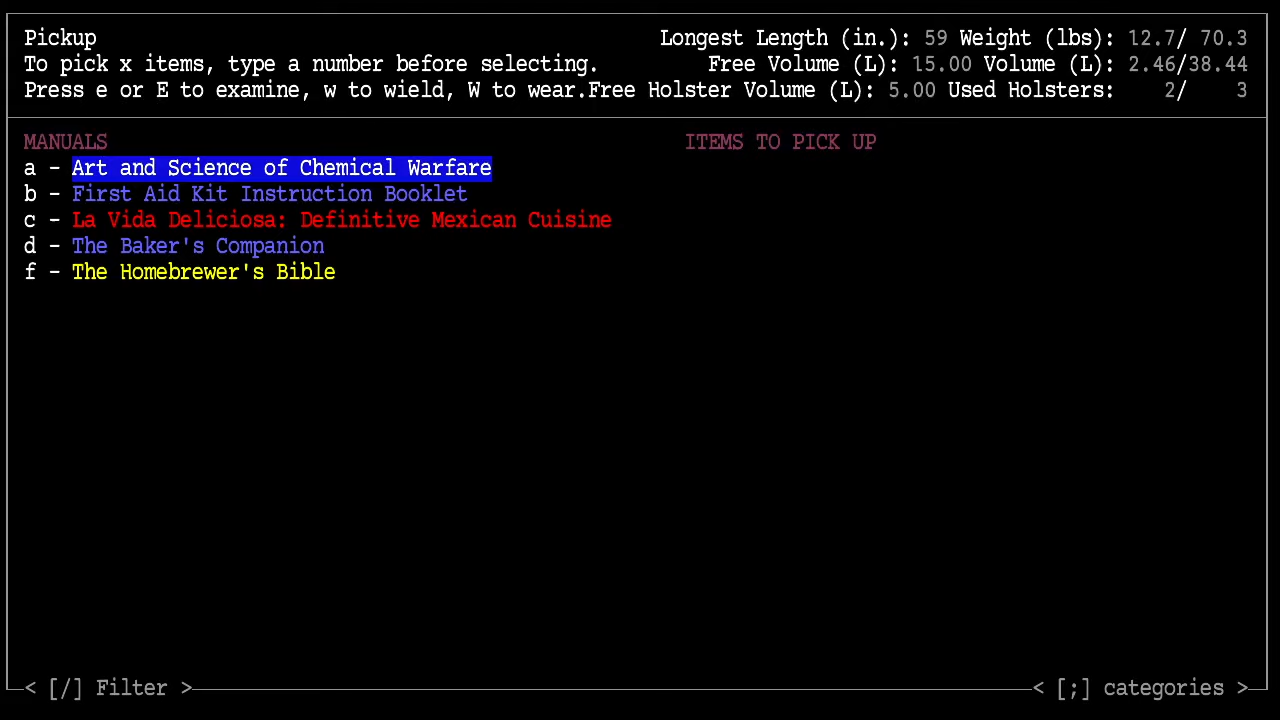 Pickup Longest Length (in.): 59 Weight (lbs): 12.7/ 70.3
To pick x items, type a number before selecting. Free Volume (L): 15.00 Volume (L): 2.46/38.44
Press e or E to examine, w to wield, W to wear.Free Holster Volume (L): 5.00 Used Holsters: 2/ 3
MANUALS ITEMS TO PICK UP
a - Art and Science of Chemical Warfare
b - First Aid Kit Instruction Booklet
c - La Vida Deliciosa: Definitive Mexican Cuisine
d - The Baker's Companion
f - The Homebrewer's Bible
< [/] Filter > < [;] categories >